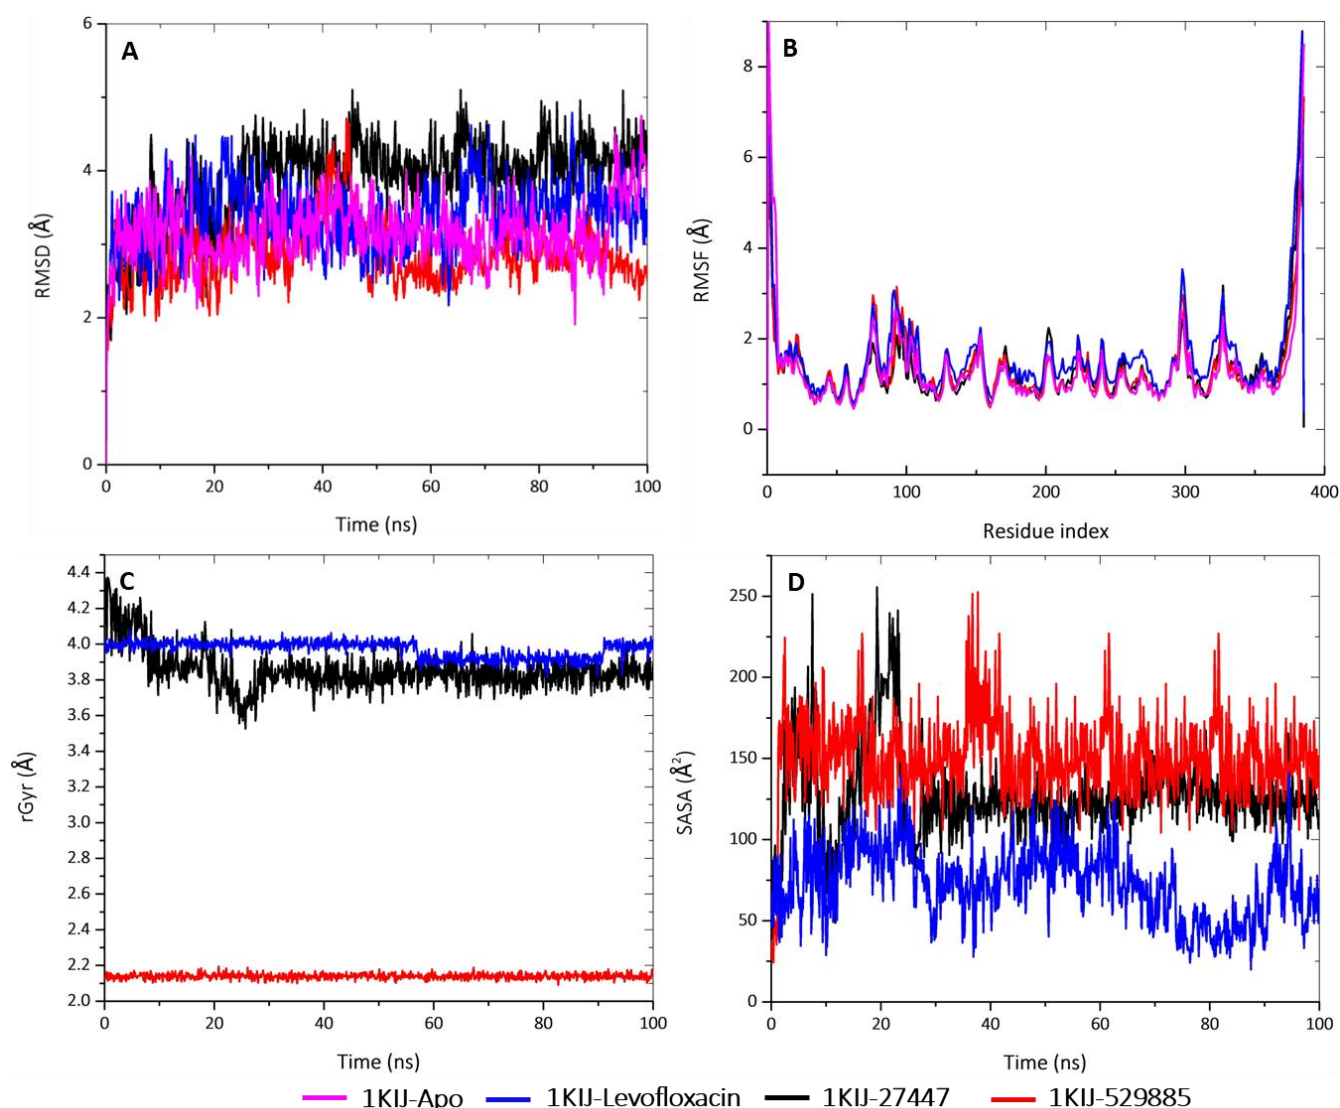 A
6
4
2
0
RMSD (Å)
0 20 40 60 80 100
Time (ns)
B
8
6
4
2
0
RMSF (Å)
0 100 200 300 400
Residue index
C
4.4
4.2
4.0
3.8
3.6
3.4
3.2
3.0
2.8
2.6
2.4
2.2
2.0
rGyr (Å)
0 20 40 60 80 100
Time (ns)
D
250
200
150
100
50
0
SASA (Å²)
0 20 40 60 80 100
Time (ns)
1KIJ-Apo 1KIJ-Levofloxacin 1KIJ-27447 1KIJ-529885